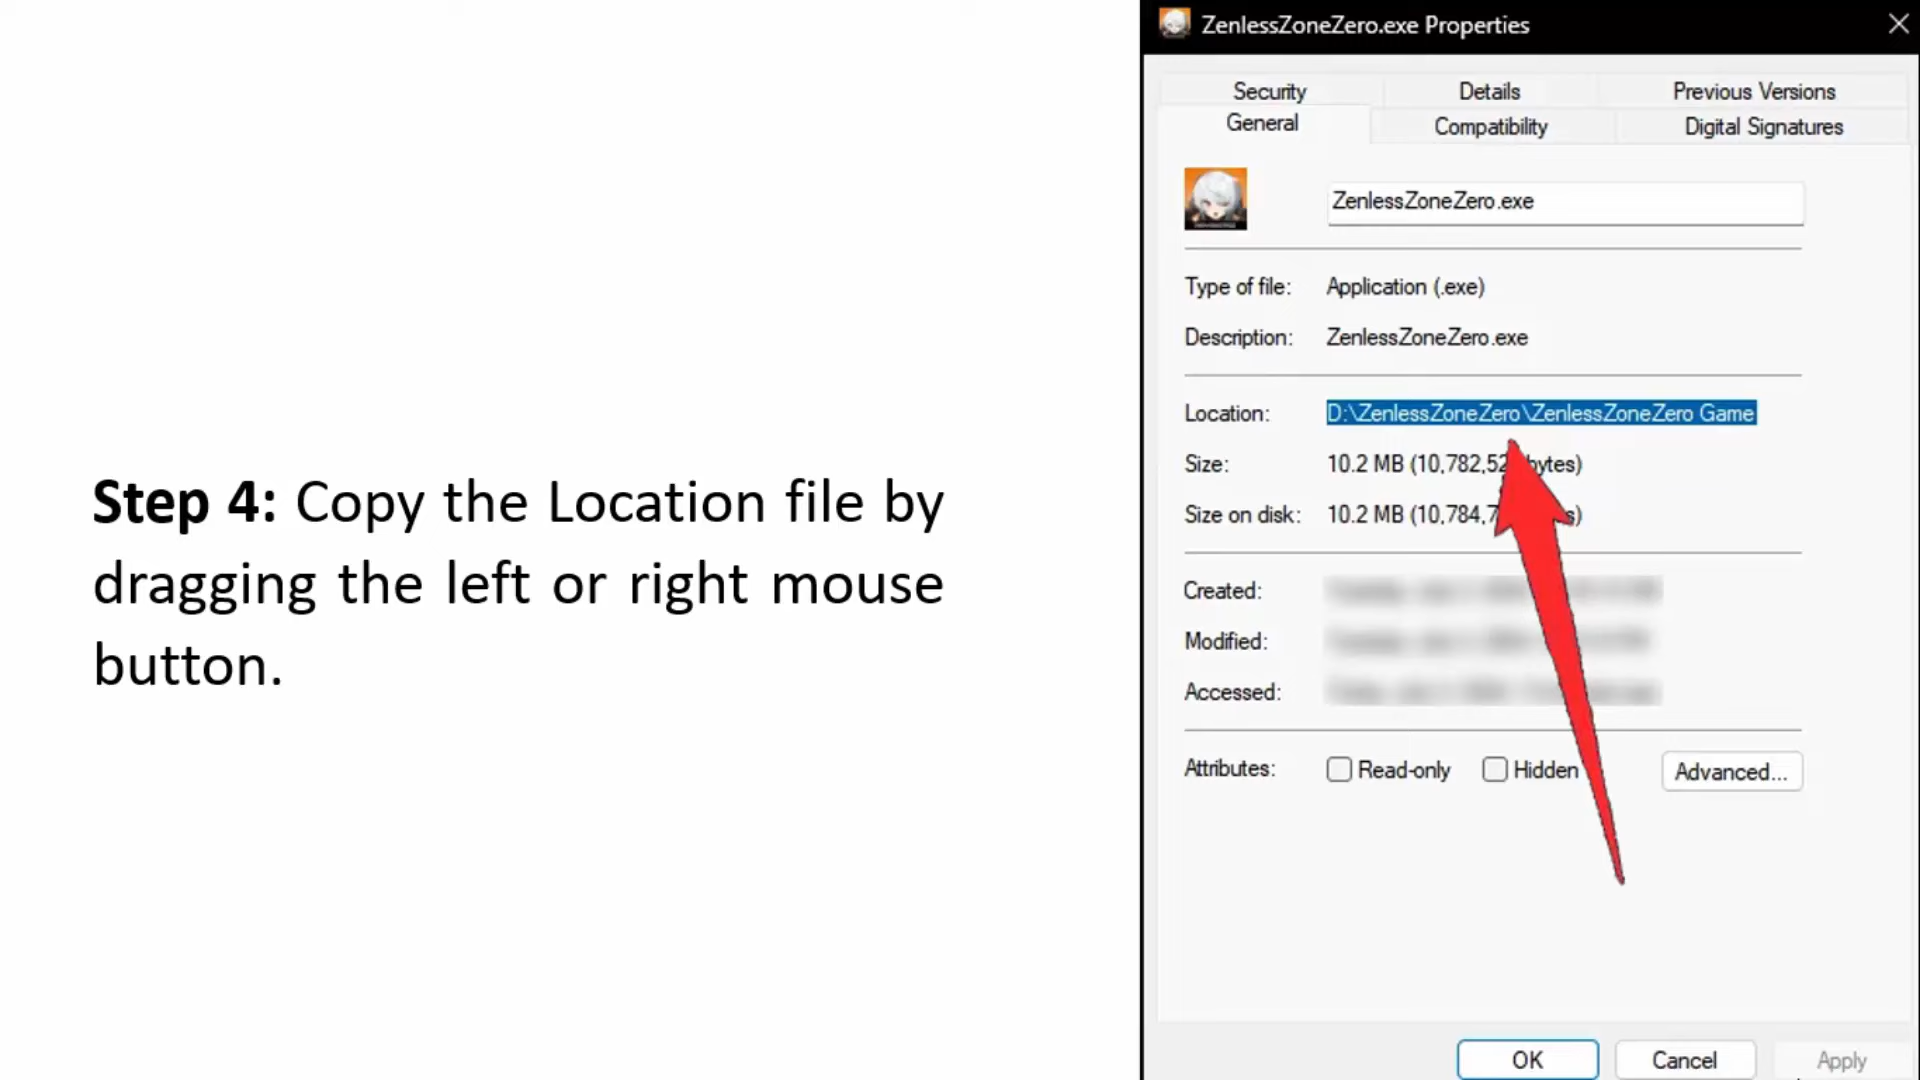 Step 4: Copy the Location file by
dragging the left or right mouse
button.
ZenlessZoneZero.exe Properties
Security Details Previous Versions
General Compatibility Digital Signatures
ZenlessZoneZero.exe
Type of file: Application (.exe)
Description: ZenlessZoneZero.exe
Location: D:\ZenlessZoneZero\ZenlessZoneZero Game
Size: 10.2 MB (10,782,52 bytes)
Size on disk: 10.2 MB (10,784,7 s)
Created:
Modified:
Accessed:
Attributes: Read-only Hidden Advanced...
OK Cancel Apply